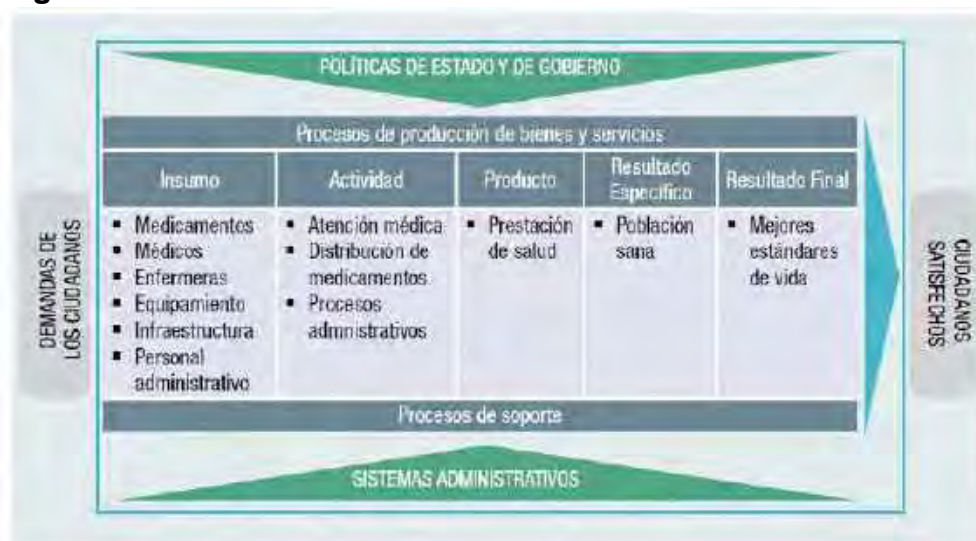 POLÍTICAS DE ESTADO Y DE GOBIERNO
Procesos de producción de bienes y servicios
Insumo
Actividad
Producto
Resultado
Específico
Resultado Final
DEMANDAS DE
LOS CIUDADANOS
▪ Medicamentos
▪ Médicos
▪ Enfermeras
▪ Equipamiento
▪ Infraestructura
▪ Personal
administrativo
▪ Atención médica
▪ Distribución de
medicamentos
▪ Procesos
administrativos
▪ Prestación
de salud
▪ Población
sana
▪ Mejores
estándares
de vida
CIUDADANOS
SATISFECHOS
Procesos de soporte
SISTEMAS ADMINISTRATIVOS